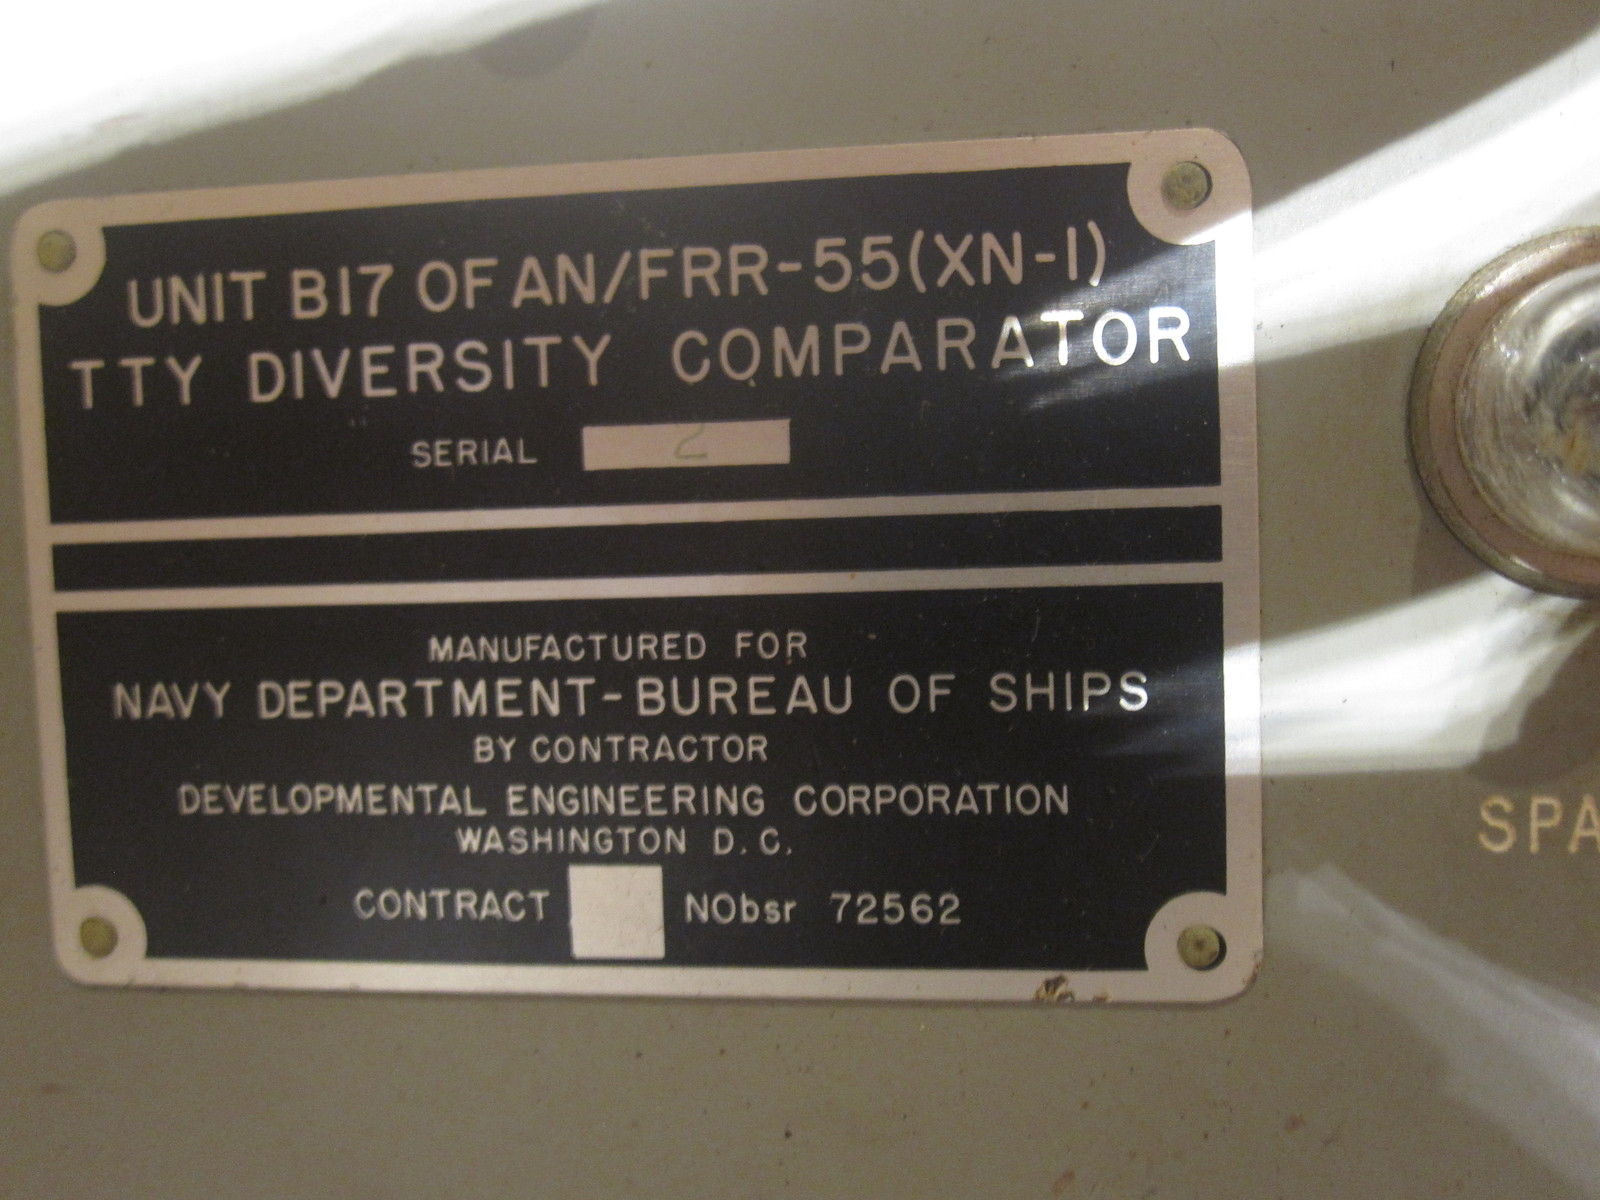 UNIT B17 OF AN/FRR-55(XN-1)
TTY DIVERSITY COMPARATOR
SERIAL 2
MANUFACTURED FOR
NAVY DEPARTMENT-BUREAU OF SHIPS
BY CONTRACTOR
DEVELOPMENTAL ENGINEERING CORPORATION
WASHINGTON D. C.
CONTRACT NObsr 72562
SPA